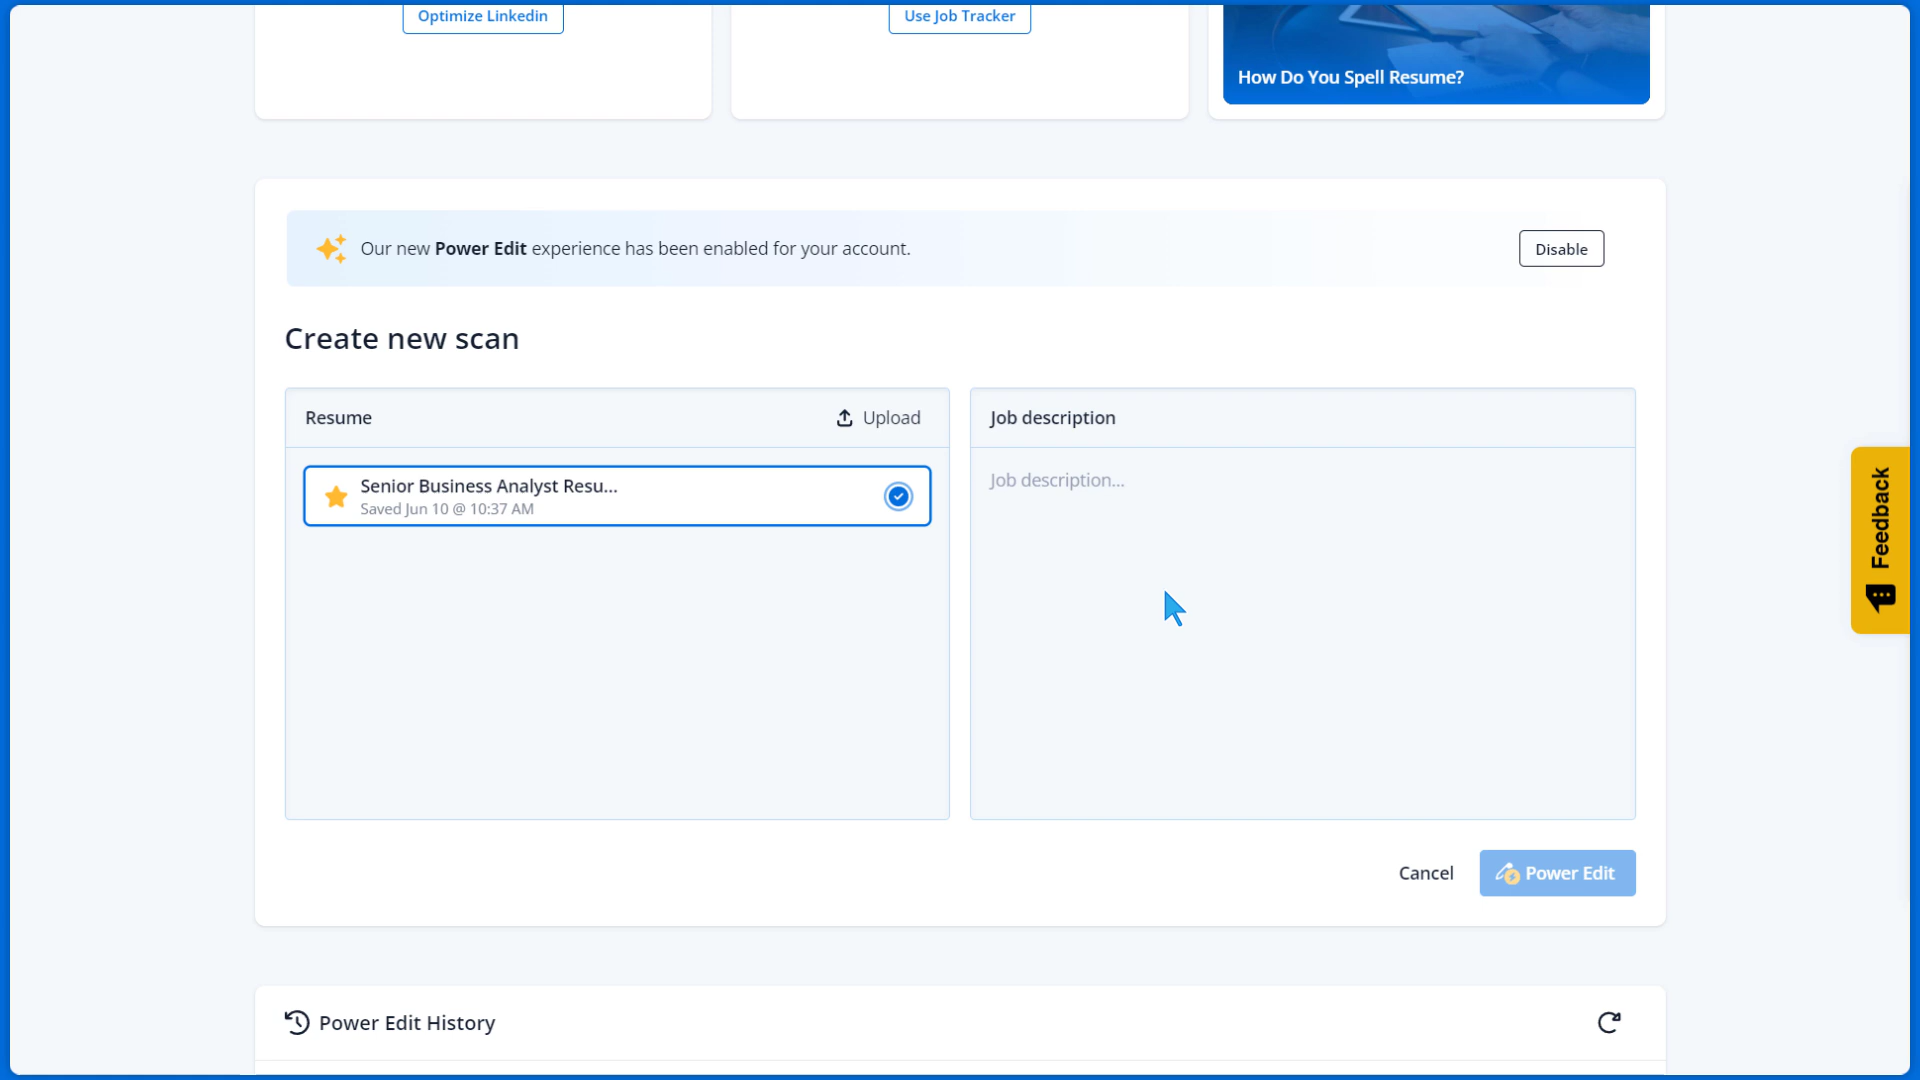 Optimize Linkedin
Use Job Tracker
How Do You Spell Resume?
Our new Power Edit experience has been enabled for your account.
Disable
Create new scan
Resume
Upload
Job description
Senior Business Analyst Resu...
Saved Jun 10 @ 10:37 AM
Job description...
Feedback
Cancel
Power Edit
Power Edit History